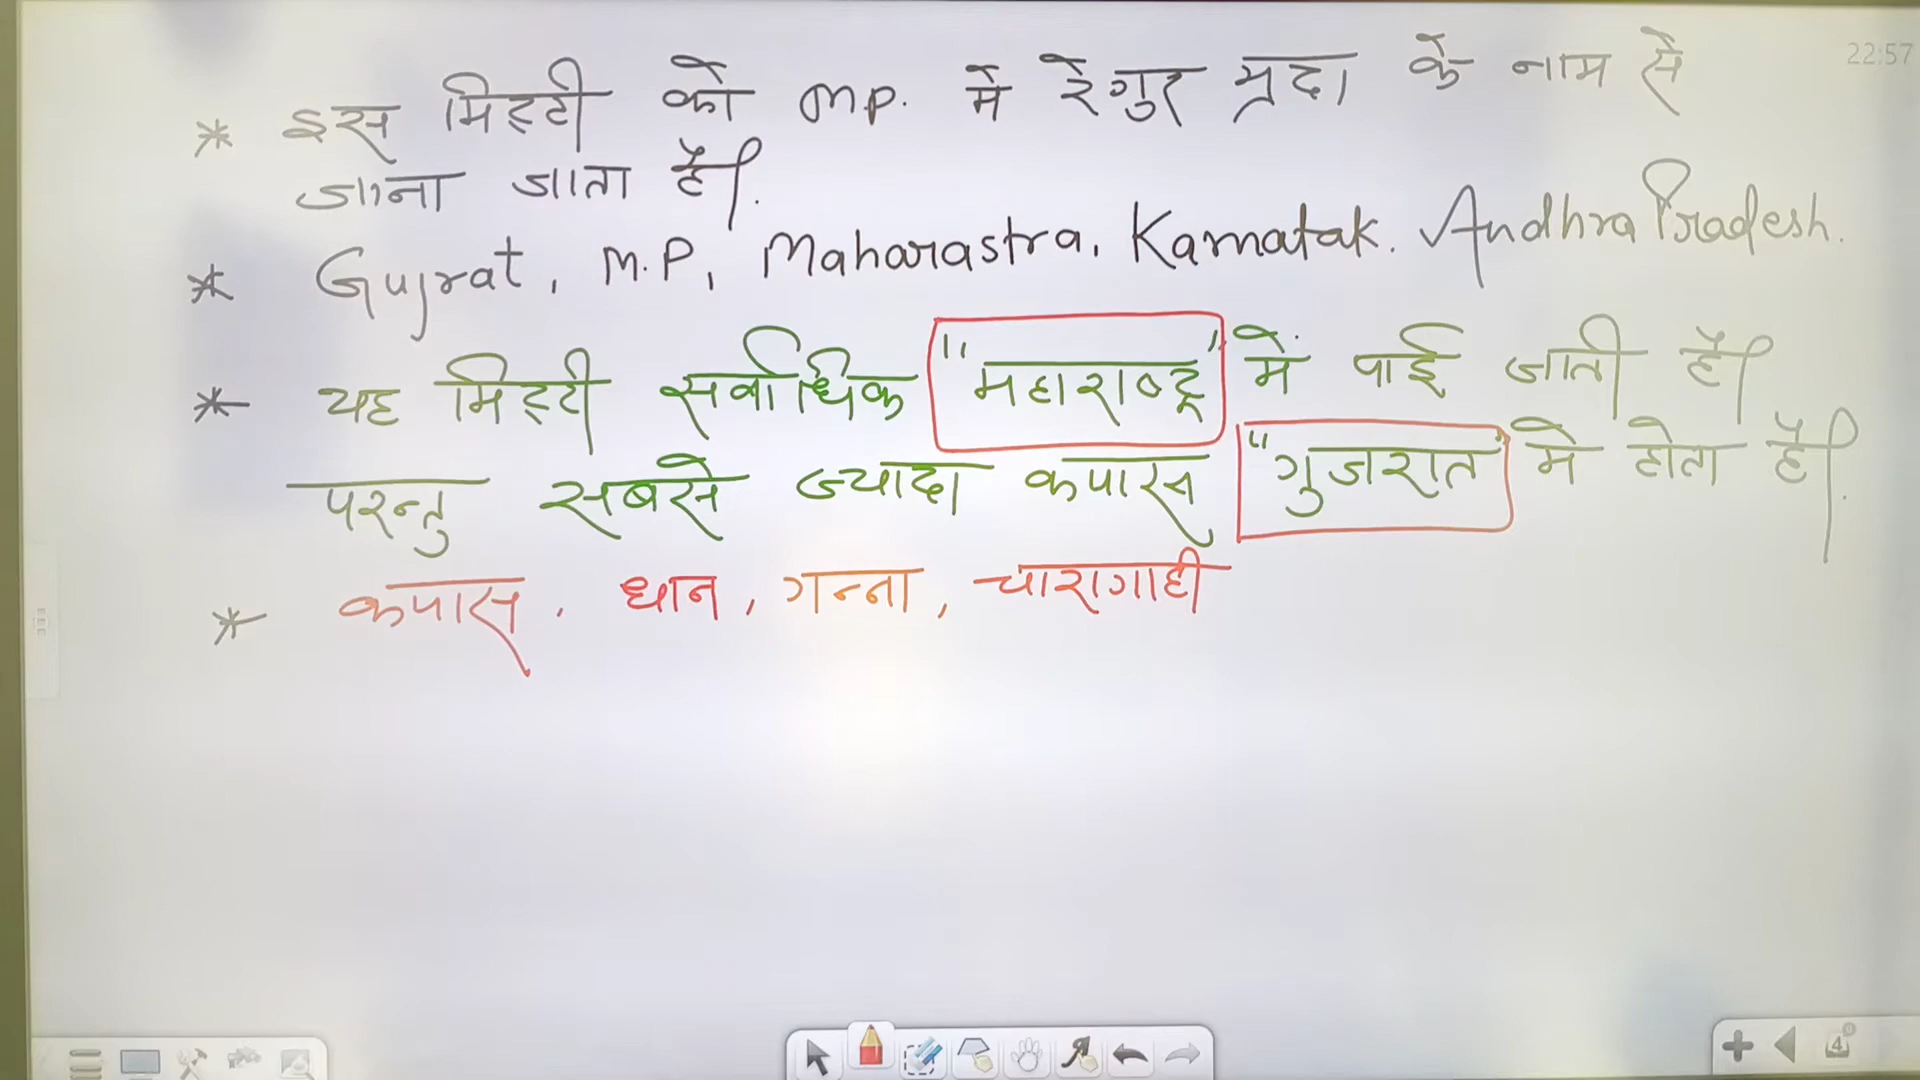 22:57
* इस मिट्टी को MP. में रेगुर म्रदा के नाम से
जाना जाता है।.
* Gujrat, M.P, Maharastra, Karnatak. Andhra Pradesh.
* यह मिट्टी सर्वाधिक "महाराष्ट्र" में पाई जाती है।
परन्तु सबसे ज्यादा कपास "गुजरात" मे होता है।.
* कपास, धान, गन्ना, चारागाही
4